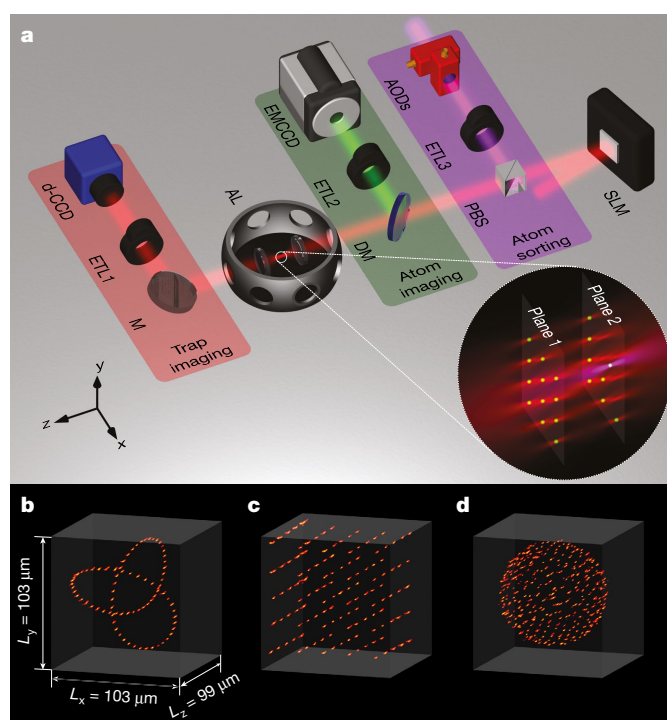 a
AODs
EMCCD
ETL3
d-CCD
ETL2
PBS
SLM
AL
ETL1
DM
Atom
sorting
Atom
imaging
M
Trap
imaging
Plane 1
Plane 2
y
z
x
b
c
d
Ly = 103 μm
Lx = 103 μm
Lz = 99 μm